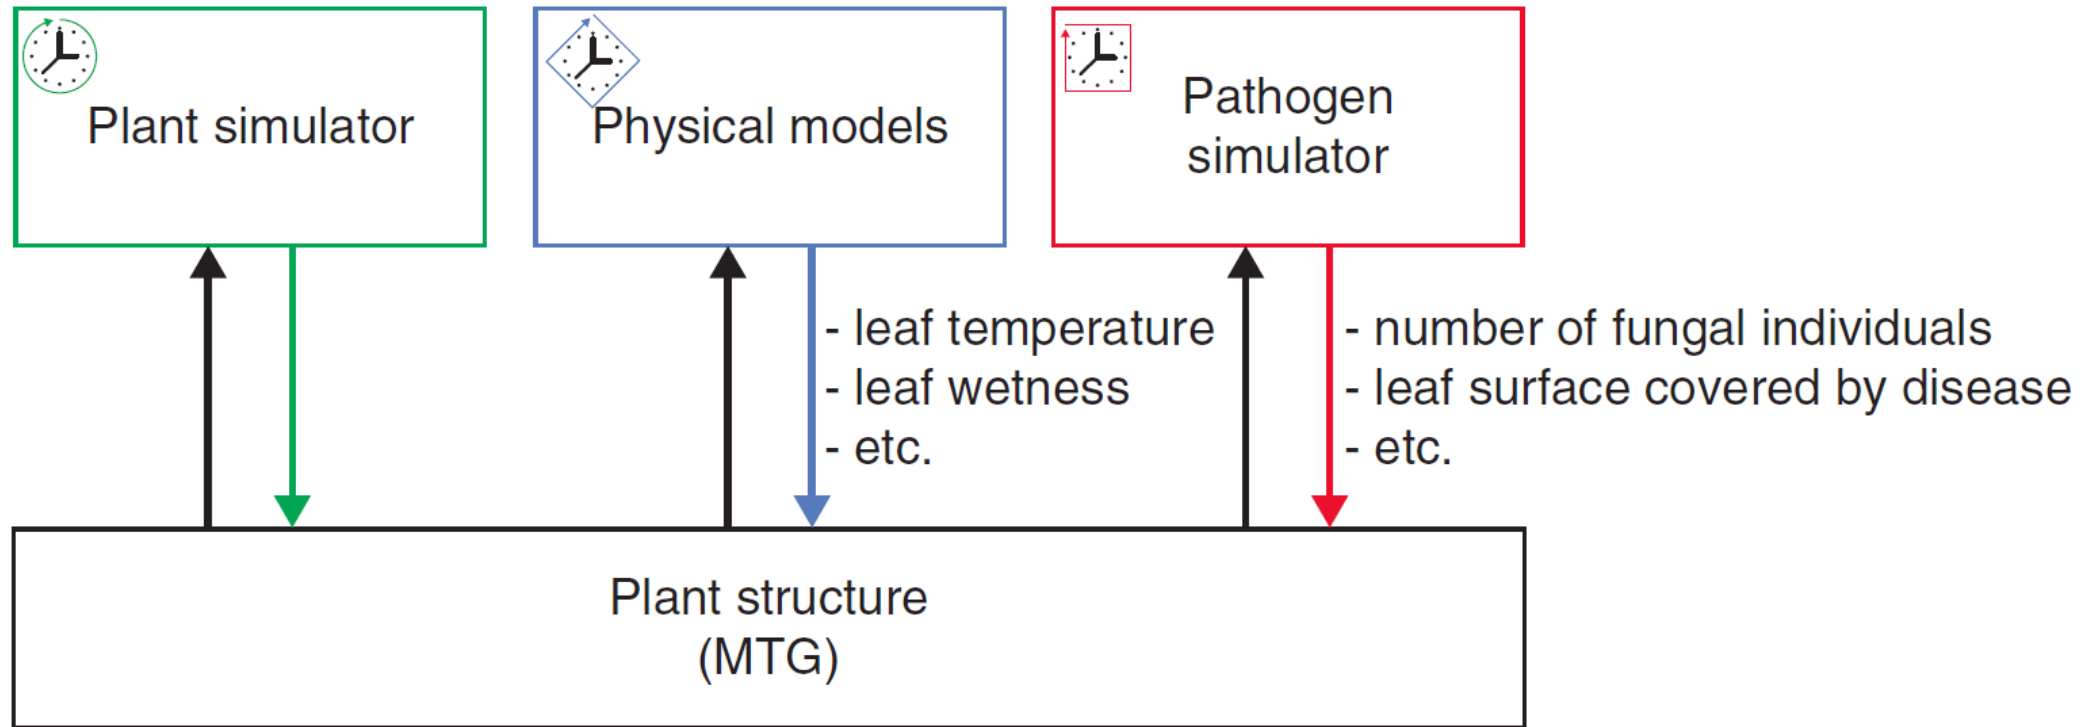 Plant simulator
Physical models
Pathogen
simulator
- leaf temperature
- leaf wetness
- etc.
- number of fungal individuals
- leaf surface covered by disease
- etc.
Plant structure
(MTG)